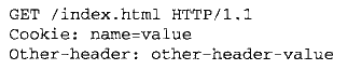 GET /index.html HTTP/1.1
Cookie: name=value
Other-header: other-header-value